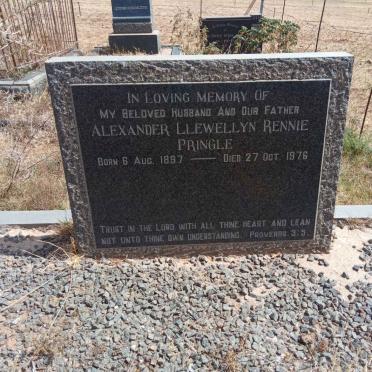 In Loving Memory Of
My Beloved Husband And Our Father
Alexander Llewellyn Rennie
Pringle
Born 6 Aug. 1897 — Died 27 Oct. 1976
Trust in the Lord with all thine heart and lean
not unto thine own understanding. Proverbs 3.5.